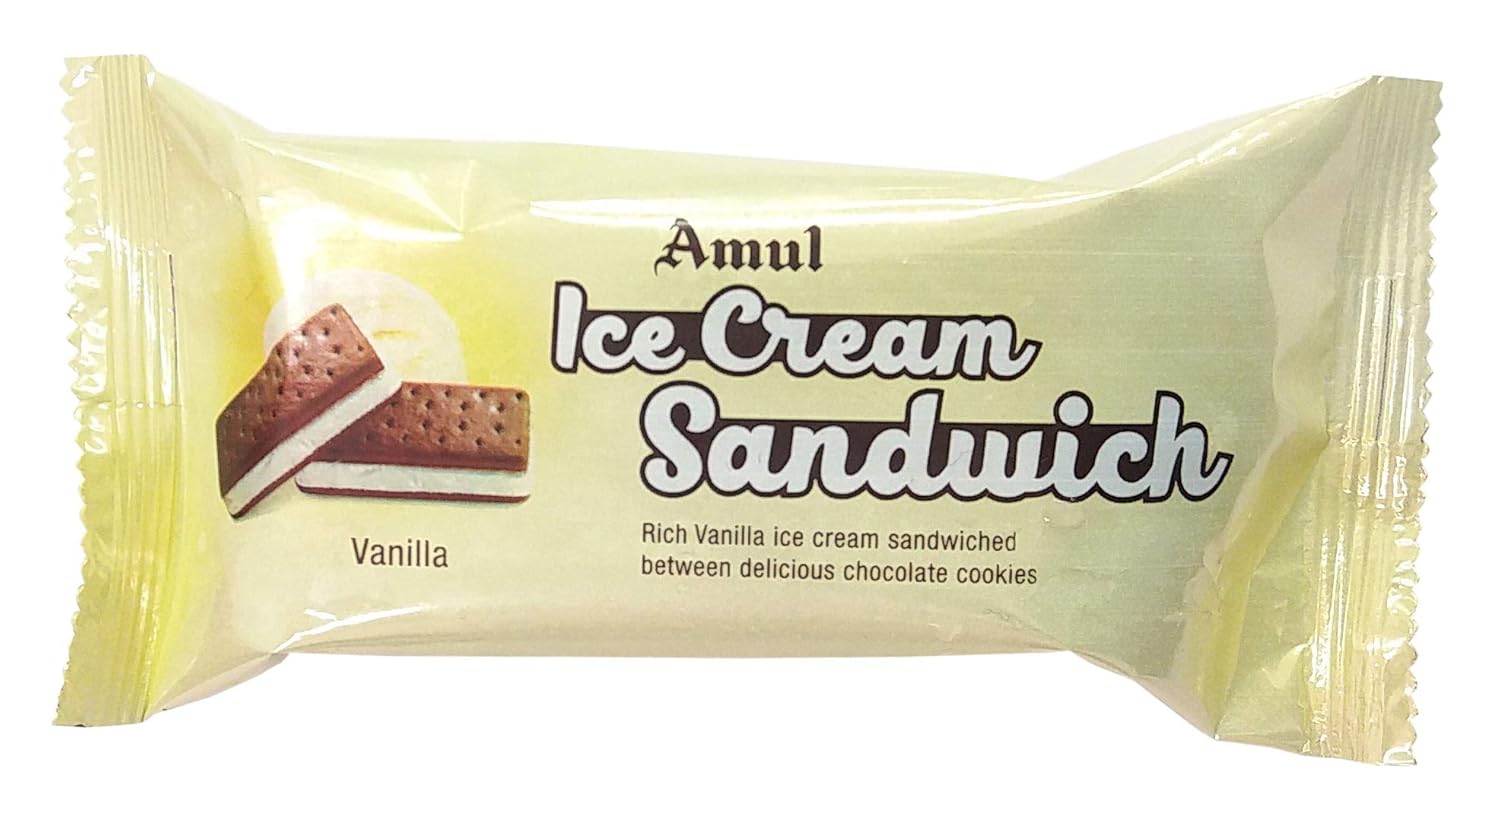 Amul
Ice Cream
Sandwich
Rich Vanilla ice cream sandwiched
between delicious chocolate cookies
Vanilla